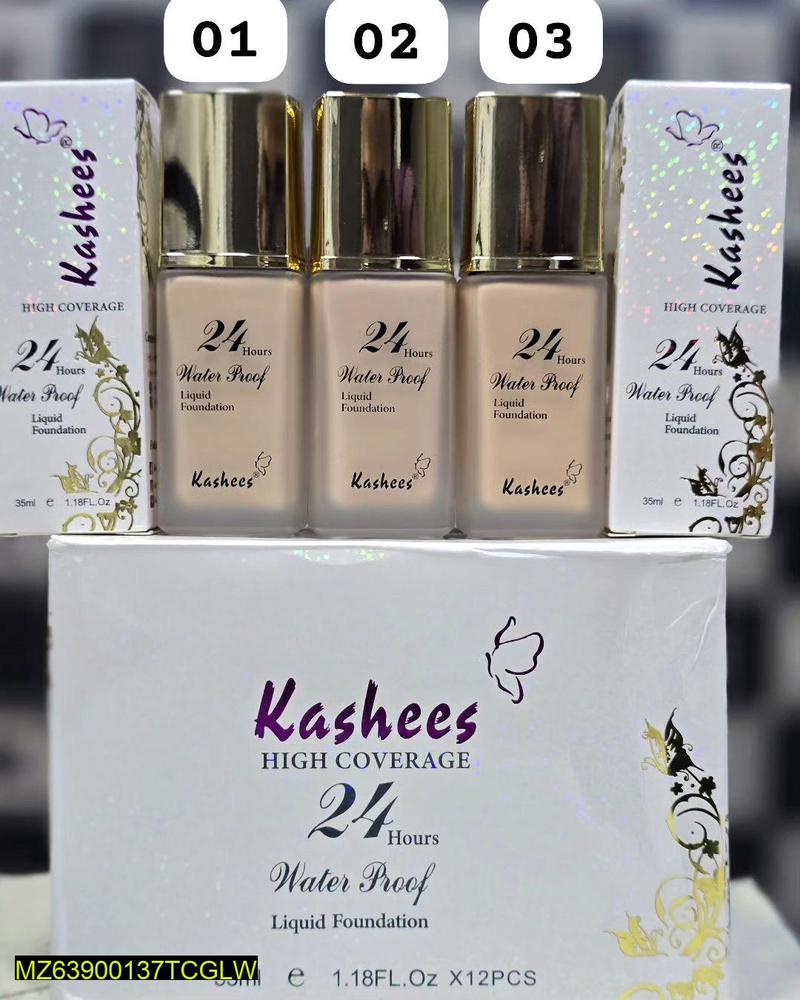 01
02
03
Kashees®
HIGH COVERAGE
24 Hours
Water Proof
Liquid
Foundation
35ml e 1.18FL.Oz
24 Hours
Water Proof
Liquid
Foundation
Kashees®
24 Hours
Water Proof
Liquid
Foundation
Kashees®
24 Hours
Water Proof
Liquid
Foundation
Kashees®
Kashees®
HIGH COVERAGE
24 Hours
Water Proof
Liquid
Foundation
35ml e 1.18FL.Oz
Kashees
HIGH COVERAGE
24 Hours
Water Proof
Liquid Foundation
35ml e 1.18FL.Oz X12PCS
MZ63900137TCGLW